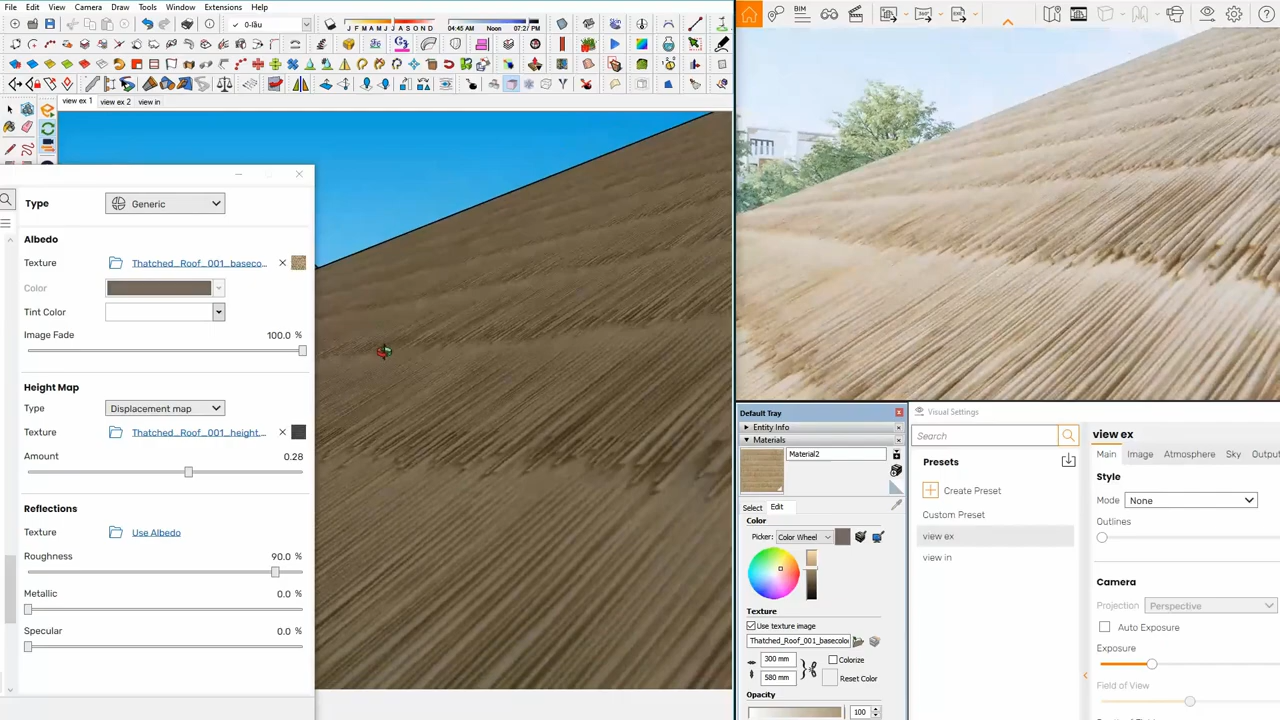 File Edit View Camera Draw Tools Window Extensions Help
0-lầu
J F M A M J J A S O N D
04:45 AM Noon 07:27 PM
BIM
view ex 1 view ex 2 view in
Type Generic
Albedo
Texture Thatched_Roof_001_baseco...
Color
Tint Color
Image Fade 100.0 %
Height Map
Type Displacement map
Texture Thatched_Roof_001_height....
Amount 0.28
Reflections
Texture Use Albedo
Roughness 90.0 %
Metallic 0.0 %
Specular 0.0 %
Default Tray
Entity Info
Materials
Material2
Select Edit
Color
Picker: Color Wheel
Texture
Use texture image
Thatched_Roof_001_basecolo
300 mm Colorize
580 mm Reset Color
Opacity
100
Visual Settings
Search
Presets
Create Preset
Custom Preset
view ex
view in
view ex
Main Image Atmosphere Sky Output
Style
Mode None
Outlines
Camera
Projection Perspective
Auto Exposure
Exposure
Field of View